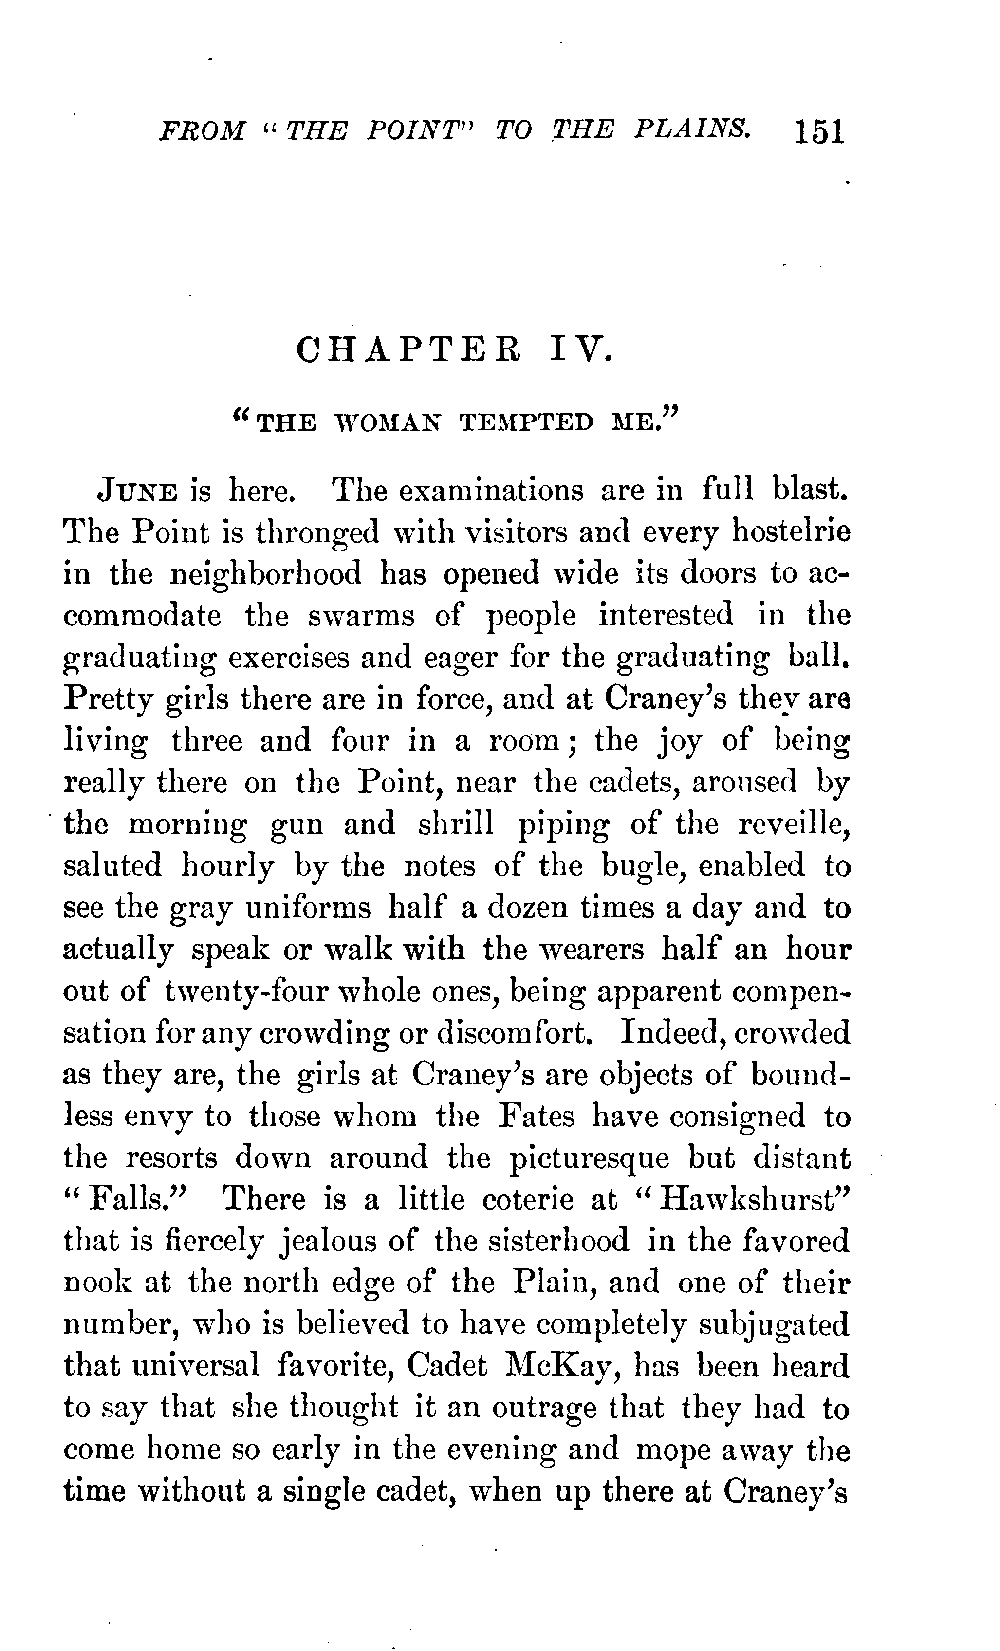 FROM "THE POINT" TO THE PLAINS. 151
CHAPTER IV.
"THE WOMAN TEMPTED ME."
JUNE is here. The examinations are in full blast.
The Point is thronged with visitors and every hostelrie
in the neighborhood has opened wide its doors to ac-
commodate the swarms of people interested in the
graduating exercises and eager for the graduating ball.
Pretty girls there are in force, and at Craney's they are
living three and four in a room; the joy of being
really there on the Point, near the cadets, aroused by
the morning gun and shrill piping of the reveille,
saluted hourly by the notes of the bugle, enabled to
see the gray uniforms half a dozen times a day and to
actually speak or walk with the wearers half an hour
out of twenty-four whole ones, being apparent compen-
sation for any crowding or discomfort. Indeed, crowded
as they are, the girls at Craney's are objects of bound-
less envy to those whom the Fates have consigned to
the resorts down around the picturesque but distant
"Falls." There is a little coterie at "Hawkshurst"
that is fiercely jealous of the sisterhood in the favored
nook at the north edge of the Plain, and one of their
number, who is believed to have completely subjugated
that universal favorite, Cadet McKay, has been heard
to say that she thought it an outrage that they had to
come home so early in the evening and mope away the
time without a single cadet, when up there at Craney's